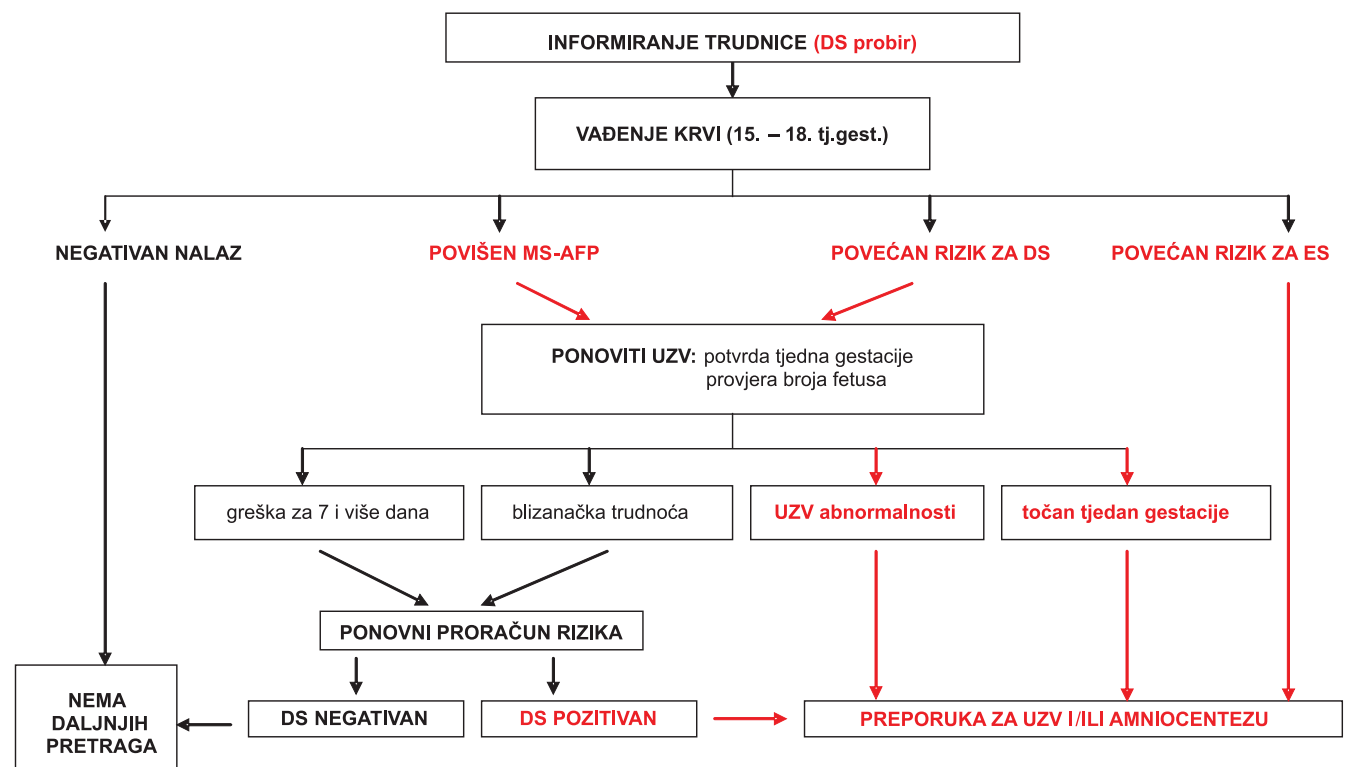 INFORMIRANJE TRUDNICE (DS probir)
VAĐENJE KRVI (15. – 18. tj.gest.)
NEGATIVAN NALAZ
POVIŠEN MS-AFP
POVEĆAN RIZIK ZA DS
POVEĆAN RIZIK ZA ES
PONOVITI UZV: potvrda tjedna gestacije
provjera broja fetusa
greška za 7 i više dana
blizanačka trudnoća
UZV abnormalnosti
točan tjedan gestacije
PONOVNI PRORAČUN RIZIKA
NEMA
DALJNJIH
PRETRAGA
DS NEGATIVAN
DS POZITIVAN
PREPORUKA ZA UZV I/ILI AMNIOCENTEZU